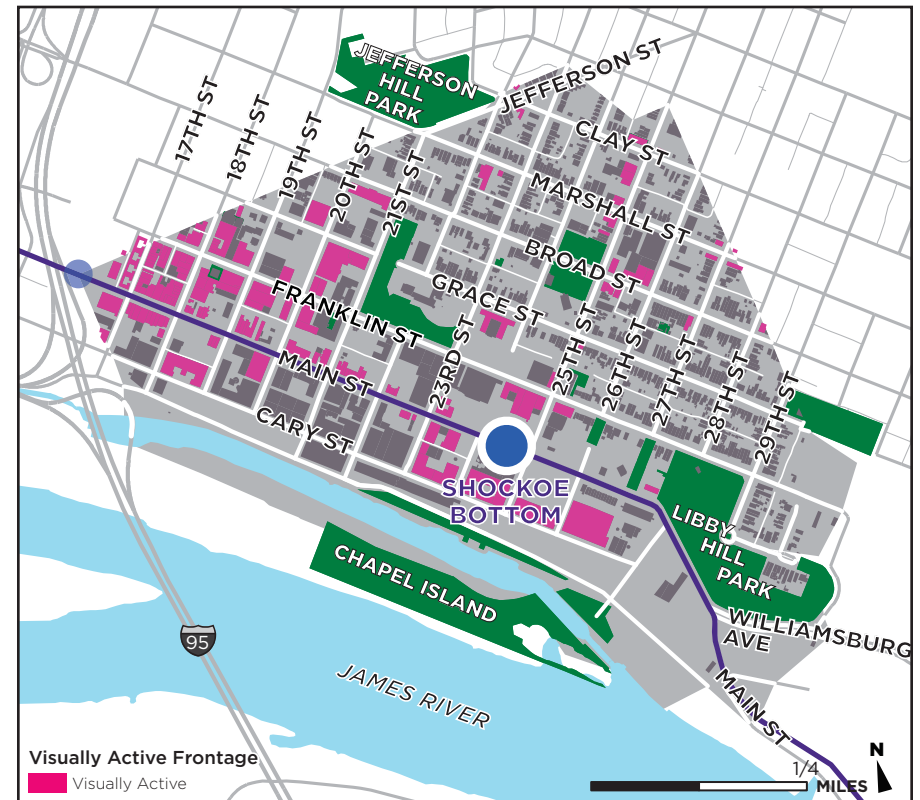 JEFFERSON
HILL
PARK
JEFFERSON ST
17TH ST
18TH ST
19TH ST
20TH ST
21ST ST
CLAY ST
MARSHALL ST
BROAD ST
GRACE ST
FRANKLIN ST
MAIN ST
CARY ST
23RD ST
25TH ST
26TH ST
27TH ST
28TH ST
29TH ST
SHOCKOE
BOTTOM
LIBBY
HILL
PARK
CHAPEL ISLAND
WILLIAMSBURG
AVE
95
JAMES RIVER
MAIN ST
Visually Active Frontage
Visually Active
1/4
MILES
N